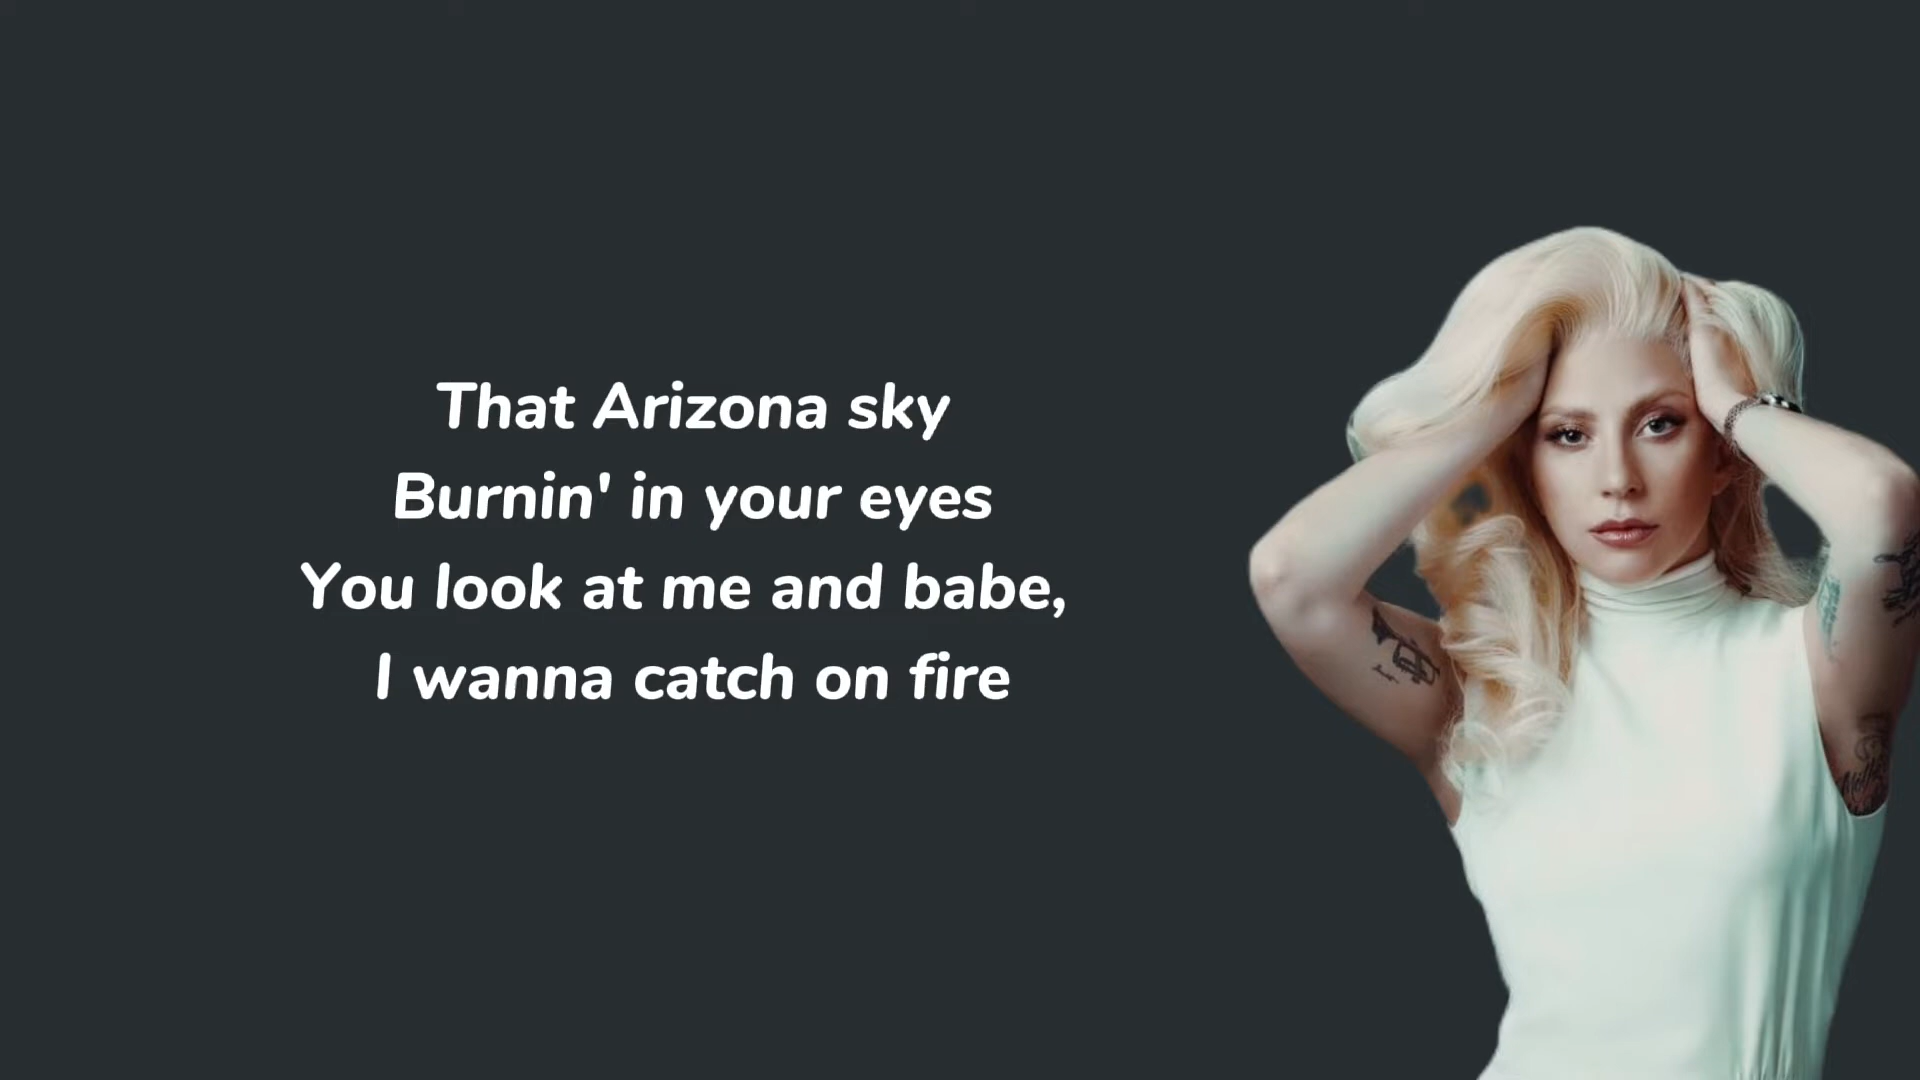 That Arizona sky
Burnin' in your eyes
You look at me and babe,
I wanna catch on fire